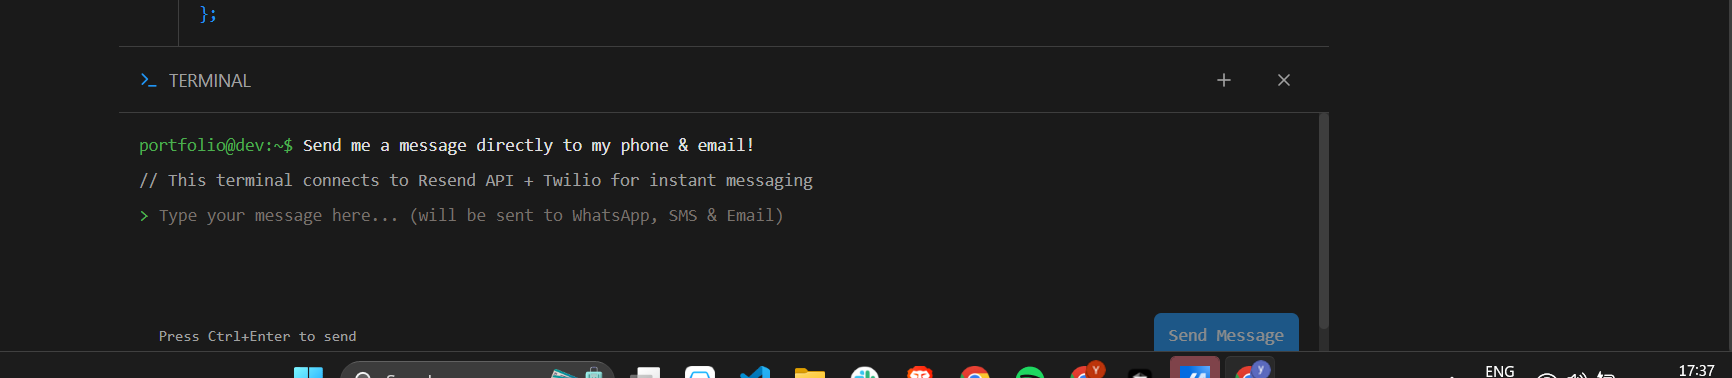 };
>_ TERMINAL
portfolio@dev:~$ Send me a message directly to my phone & email!
// This terminal connects to Resend API + Twilio for instant messaging
> Type your message here... (will be sent to WhatsApp, SMS & Email)
Press Ctrl+Enter to send
Send Message
Y
y
ENG
17:37